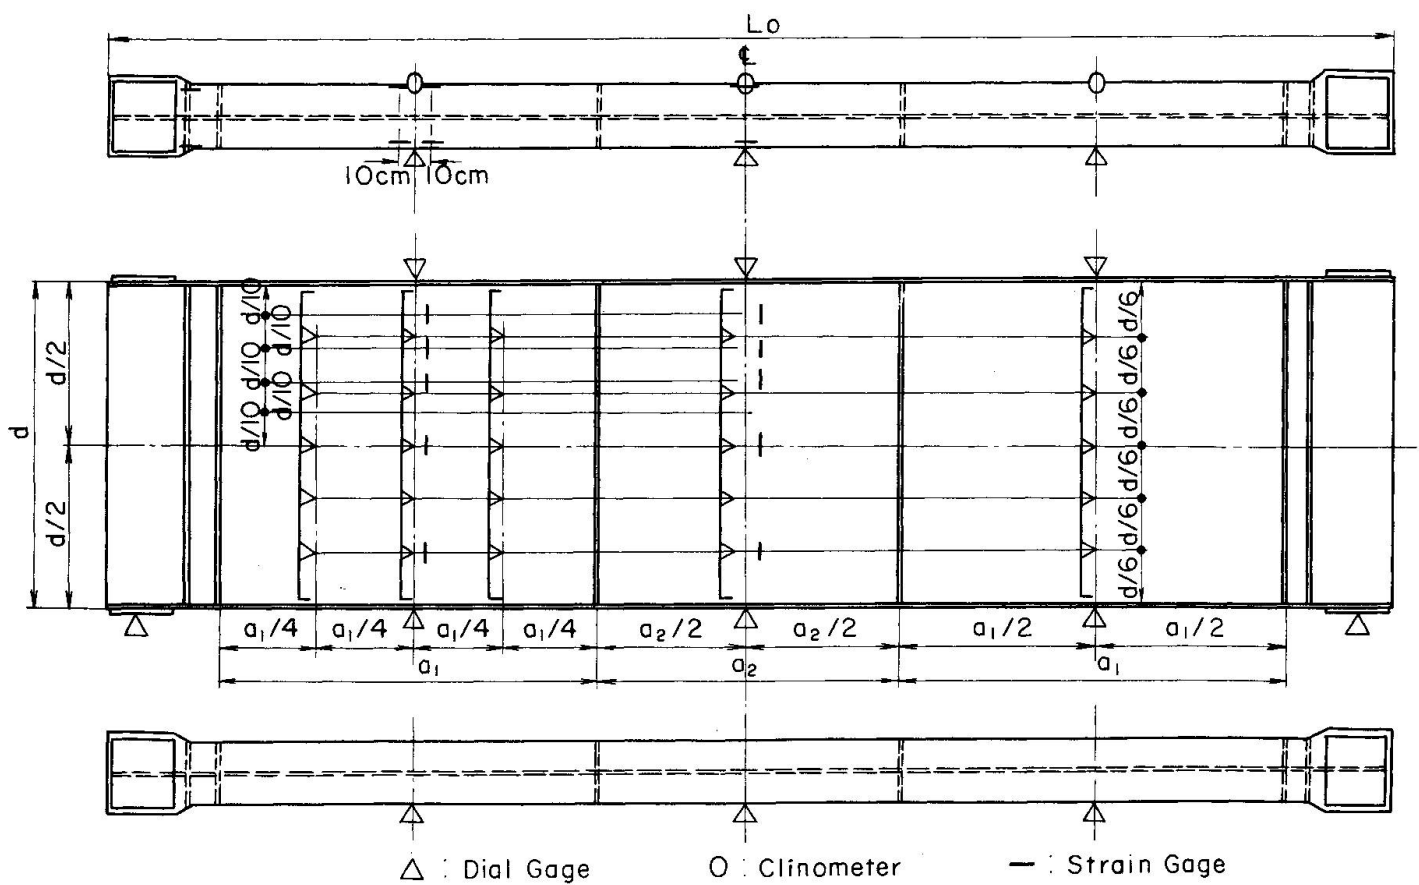 Lo
℄
10cm 10cm
d
d/2
d/2
d/10
d/10
d/10
d/10
d/10
d/6
d/6
d/6
d/6
d/6
d/6
a₁/4 a₁/4 a₁/4 a₁/4 a₂/2 a₂/2 a₁/2 a₁/2
a₁ a₂ a₁
△ : Dial Gage O : Clinometer — : Strain Gage